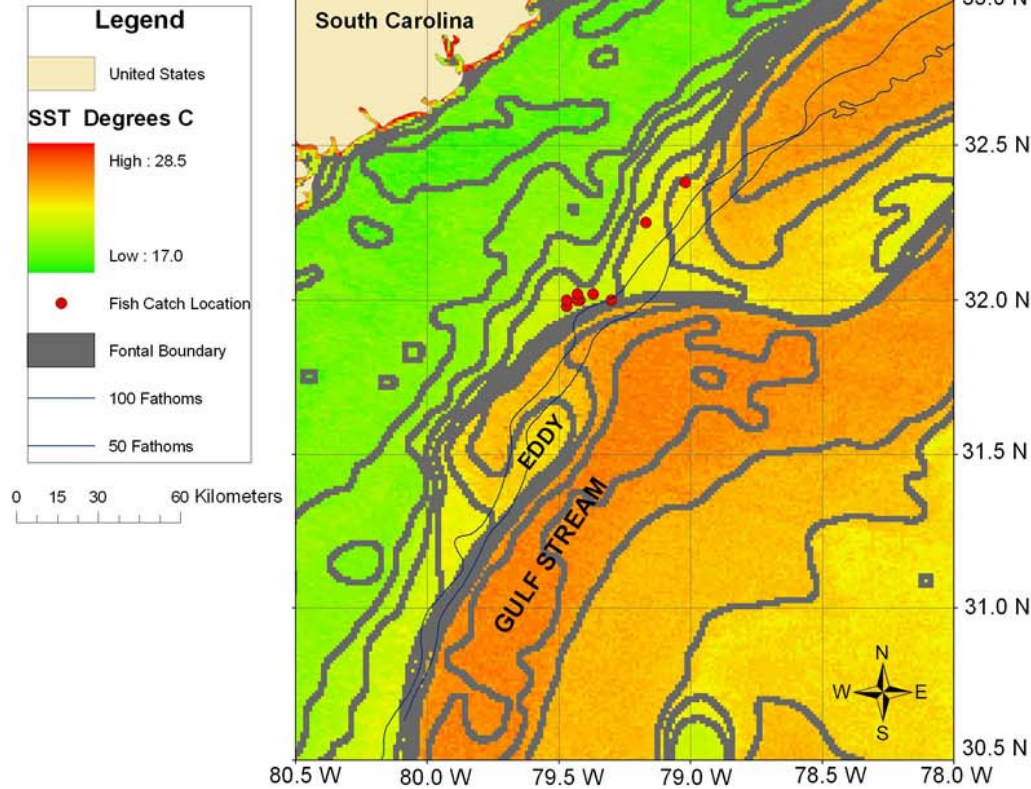 Legend
United States
SST Degrees C
High : 28.5
Low : 17.0
Fish Catch Location
Fontal Boundary
100 Fathoms
50 Fathoms
0 15 30 60 Kilometers
South Carolina
EDDY
GULF STREAM
N
W E
S
32.5 N
32.0 N
31.5 N
31.0 N
30.5 N
80.5 W 80.0 W 79.5 W 79.0 W 78.5 W 78.0 W